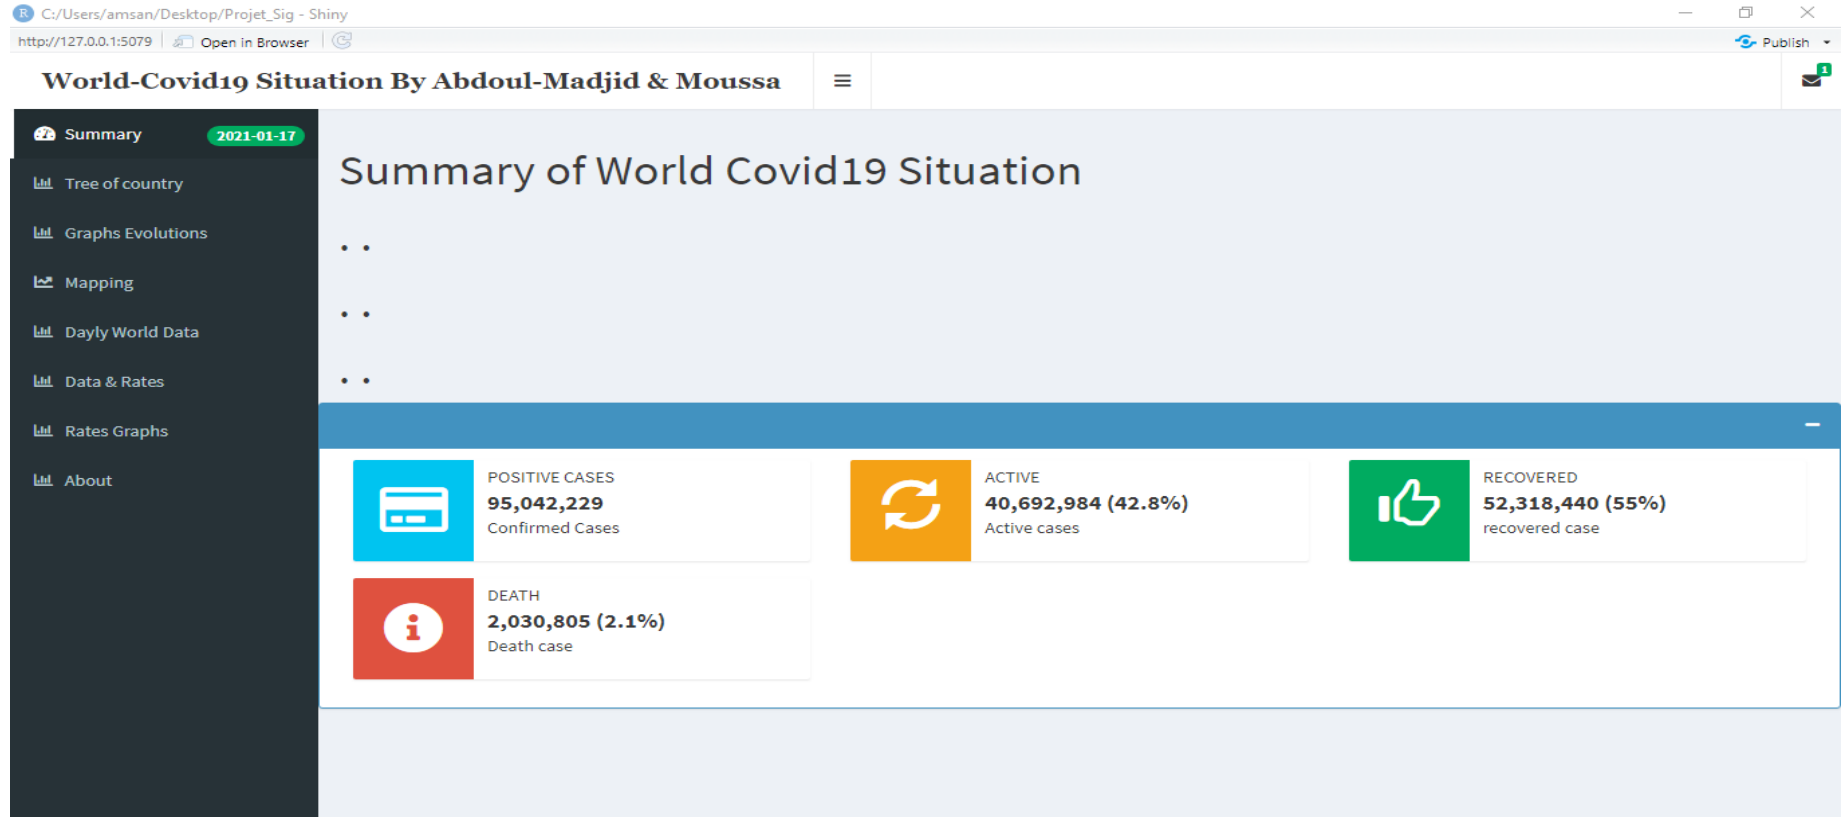 C:/Users/amsan/Desktop/Projet_Sig - Shiny
http://127.0.0.1:5079 Open in Browser Publish
World-Covid19 Situation By Abdoul-Madjid & Moussa
1
Summary 2021-01-17
Tree of country
Graphs Evolutions
Mapping
Dayly World Data
Data & Rates
Rates Graphs
About
Summary of World Covid19 Situation
POSITIVE CASES
95,042,229
Confirmed Cases
ACTIVE
40,692,984 (42.8%)
Active cases
RECOVERED
52,318,440 (55%)
recovered case
DEATH
2,030,805 (2.1%)
Death case